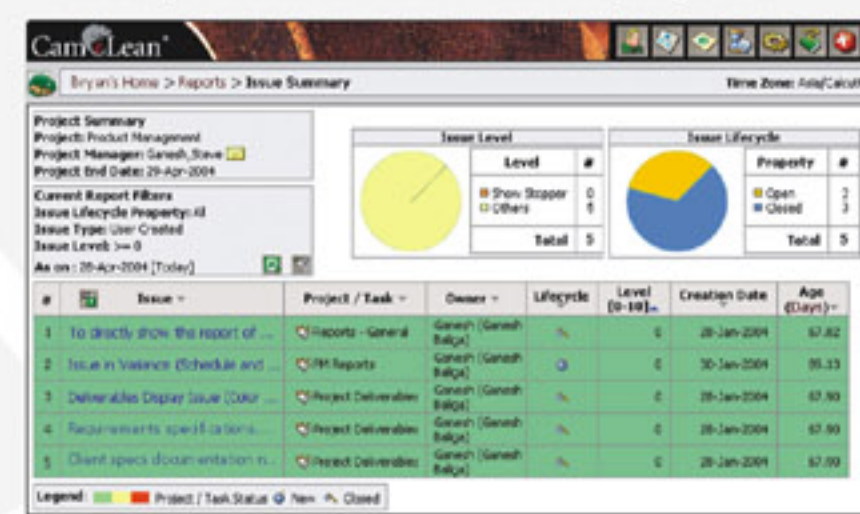 CamLean
Bryan's Home > Reports > Issue Summary
Time Zone: Asia/Calcutt
Project Summary
Project: Product Management
Project Manager: Ganesh, Steve
Project End Date: 29-Apr-2004
Current Report Filters
Issue Lifecycle Property: All
Issue Type: User Created
Issue Level: >= 0
As on : 28-Apr-2004 [Today]
Issue Level
Level #
Show Stopper 0
Others 5
Total 5
Issue Lifecycle
Property #
Open 2
Closed 3
Total 5
# Issue Project / Task Owner Lifecycle Level [0-10] Creation Date Age (Days)
1 To directly show the report of ... Reports - General Ganesh [Ganesh Baliga] 0 28-Jan-2004
2 Issue in Variance (Schedule and ... PM Reports Ganesh [Ganesh Baliga] 0 30-Jan-2004
3 Deliverables Display Issue (Color ... Project Deliverables Ganesh [Ganesh Baliga] 0 28-Jan-2004
4 Requirements specifications... Project Deliverables Ganesh [Ganesh Baliga] 0 28-Jan-2004
5 Client specs documentation n... Project Deliverables Ganesh [Ganesh Baliga] 0 28-Jan-2004
Legend: Project / Task Status New Closed